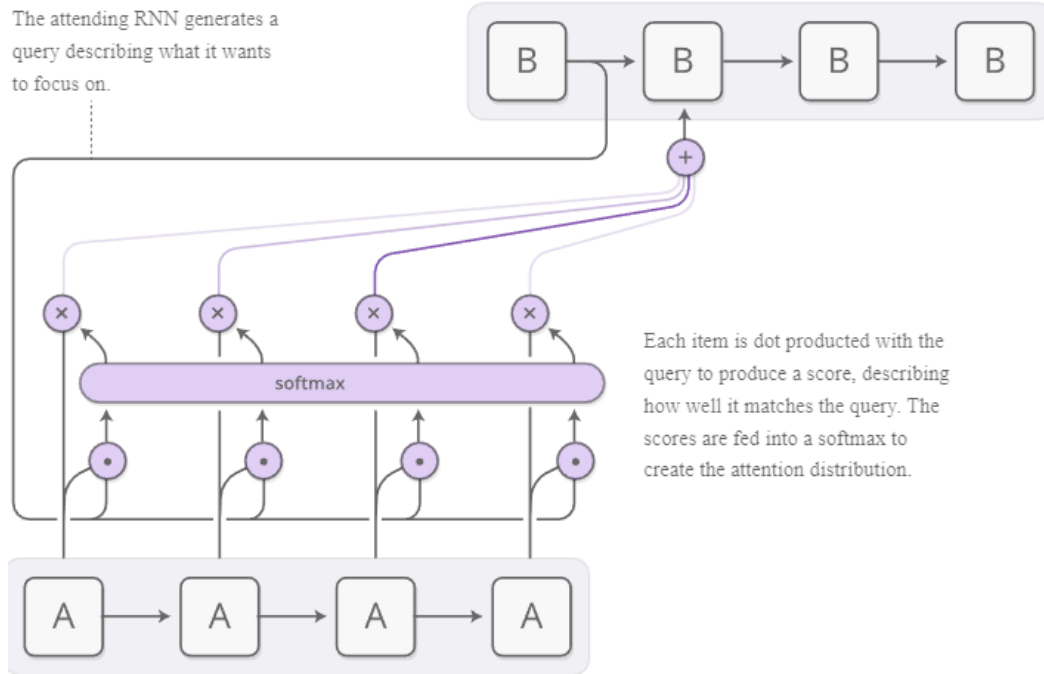 The attending RNN generates a
query describing what it wants
to focus on.
B B B B
+
× × × ×
softmax
Each item is dot producted with the
query to produce a score, describing
how well it matches the query. The
scores are fed into a softmax to
create the attention distribution.
• • • •
A A A A